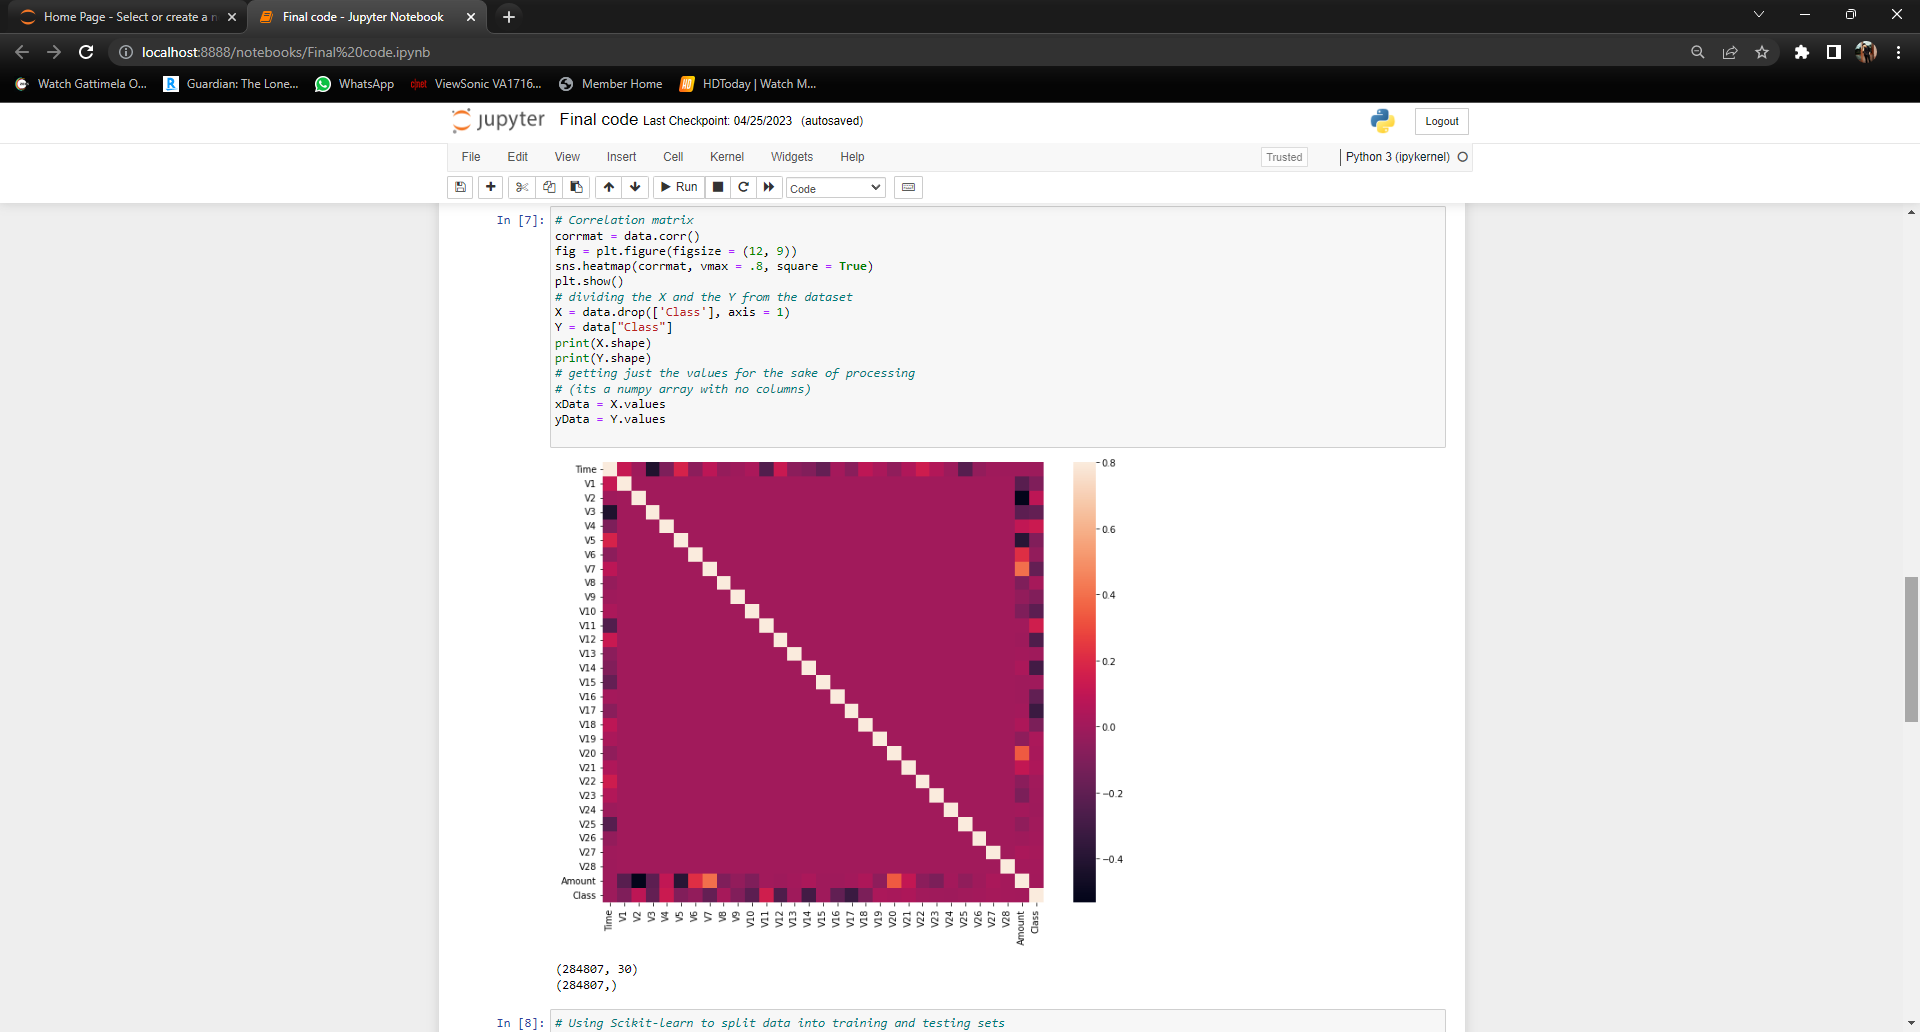 Home Page - Select or create a n
Final code - Jupyter Notebook
localhost:8888/notebooks/Final%20code.ipynb
Watch Gattimela O...
R Guardian: The Lone...
WhatsApp
c|net ViewSonic VA1716...
Member Home
HD HDToday | Watch M...
jupyter Final code Last Checkpoint: 04/25/2023 (autosaved)
Logout
File Edit View Insert Cell Kernel Widgets Help
Trusted
Python 3 (ipykernel)
Run
Code
In [7]:
# Correlation matrix
corrmat = data.corr()
fig = plt.figure(figsize = (12, 9))
sns.heatmap(corrmat, vmax = .8, square = True)
plt.show()
# dividing the X and the Y from the dataset
X = data.drop(['Class'], axis = 1)
Y = data["Class"]
print(X.shape)
print(Y.shape)
# getting just the values for the sake of processing
# (its a numpy array with no columns)
xData = X.values
yData = Y.values
Time
V1
V2
V3
V4
V5
V6
V7
V8
V9
V10
V11
V12
V13
V14
V15
V16
V17
V18
V19
V20
V21
V22
V23
V24
V25
V26
V27
V28
Amount
Class
Time V1 V2 V3 V4 V5 V6 V7 V8 V9 V10 V11 V12 V13 V14 V15 V16 V17 V18 V19 V20 V21 V22 V23 V24 V25 V26 V27 V28 Amount Class
0.8
0.6
0.4
0.2
0.0
−0.2
−0.4
(284807, 30)
(284807,)
In [8]:
# Using Scikit-learn to split data into training and testing sets